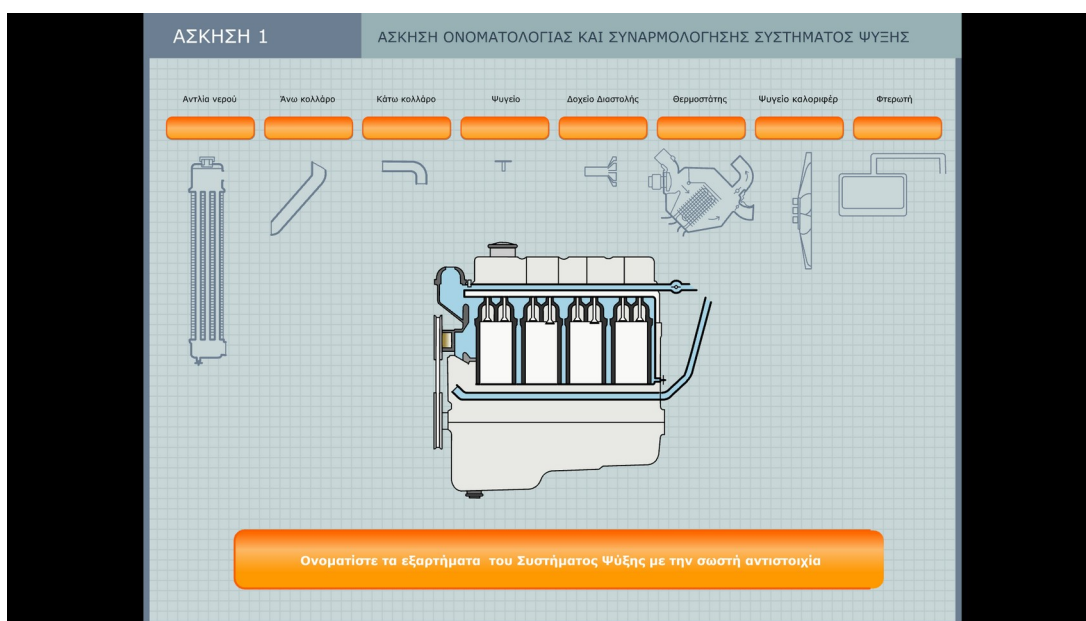 ΑΣΚΗΣΗ 1
ΑΣΚΗΣΗ ΟΝΟΜΑΤΟΛΟΓΙΑΣ ΚΑΙ ΣΥΝΑΡΜΟΛΟΓΗΣΗΣ ΣΥΣΤΗΜΑΤΟΣ ΨΥΞΗΣ
Αντλία νερού
Άνω κολλάρο
Κάτω κολλάρο
Ψυγείο
Δοχείο Διαστολής
Θερμοστάτης
Ψυγείο καλοριφέρ
Φτερωτή
Ονοματίστε τα εξαρτήματα του Συστήματος Ψύξης με την σωστή αντιστοιχία